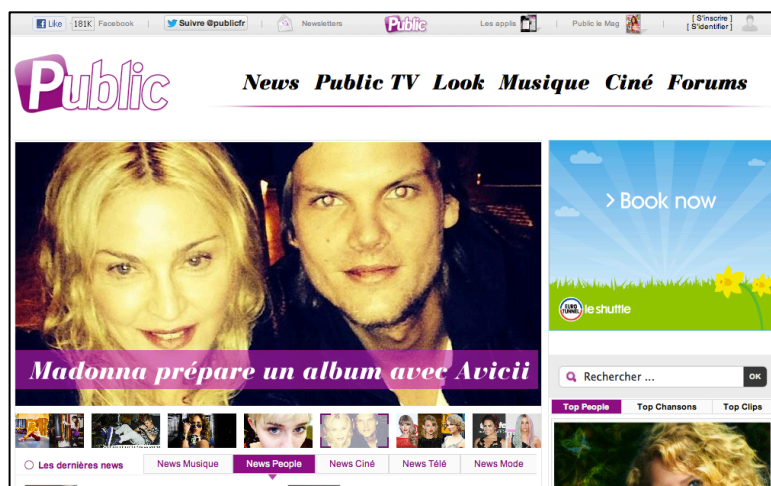 Like 181K Facebook | Suivre @publicfr | Newsletters Public Les applis | Public le Mag | [ S'inscrire ]
[ S'identifier ]
Public
News Public TV Look Musique Ciné Forums
> Book now
EURO TUNNEL le shuttle
Madonna prépare un album avec Avicii
Rechercher ... OK
Top People Top Chansons Top Clips
Les dernières news News Musique News People News Ciné News Télé News Mode